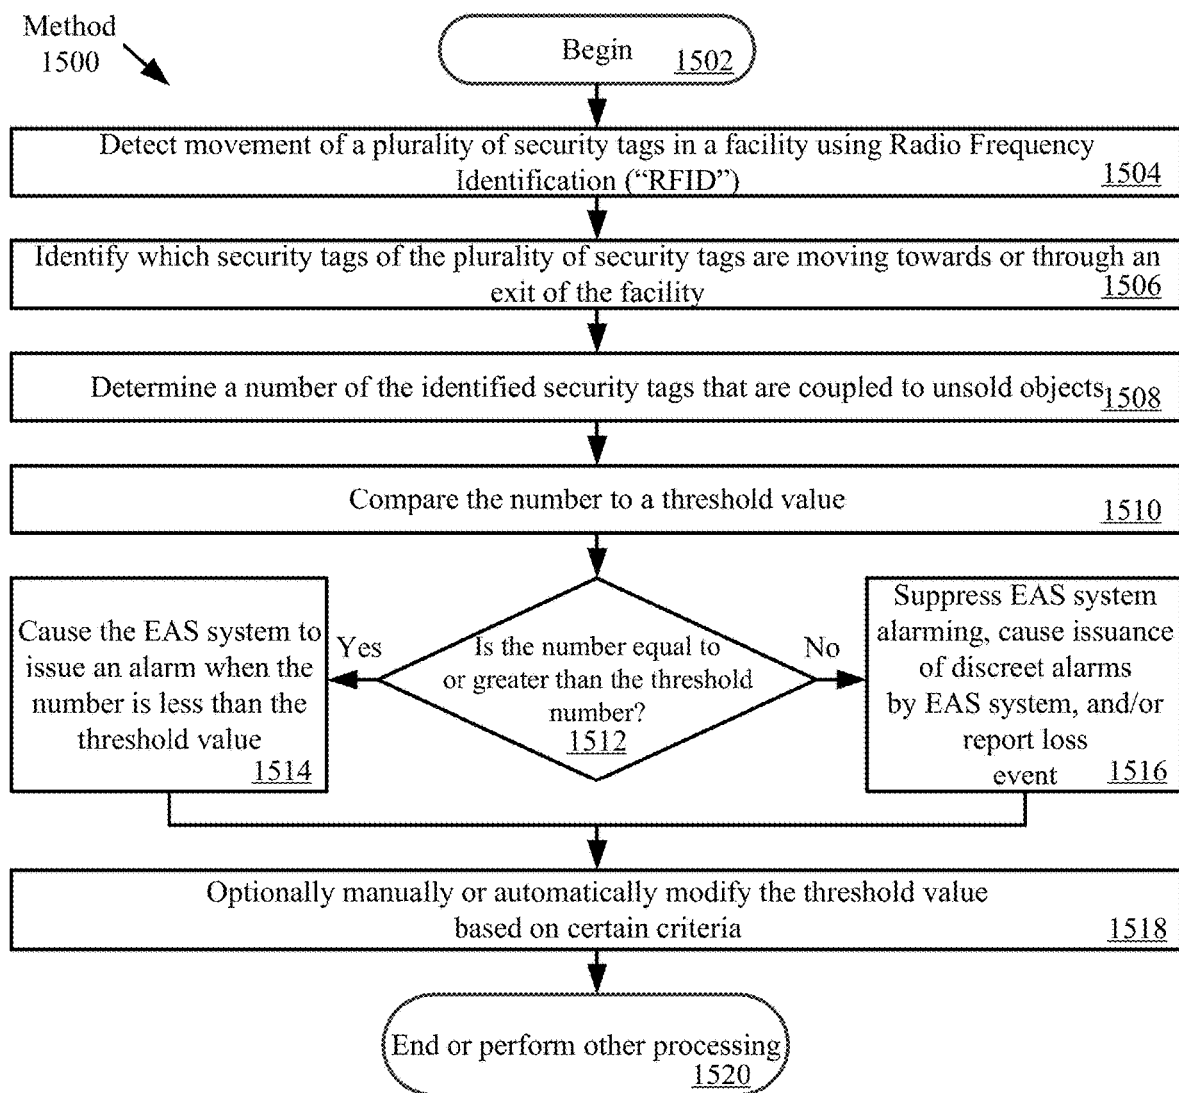 Method
1500
Begin
1502
Detect movement of a plurality of security tags in a facility using Radio Frequency
Identification (“RFID”)
1504
Identify which security tags of the plurality of security tags are moving towards or through an
exit of the facility
1506
Determine a number of the identified security tags that are coupled to unsold objects
1508
Compare the number to a threshold value
1510
Is the number equal to
or greater than the threshold
number?
1512
Yes
No
Cause the EAS system to
issue an alarm when the
number is less than the
threshold value
1514
Suppress EAS system
alarming, cause issuance
of discreet alarms
by EAS system, and/or
report loss
event
1516
Optionally manually or automatically modify the threshold value
based on certain criteria
1518
End or perform other processing
1520